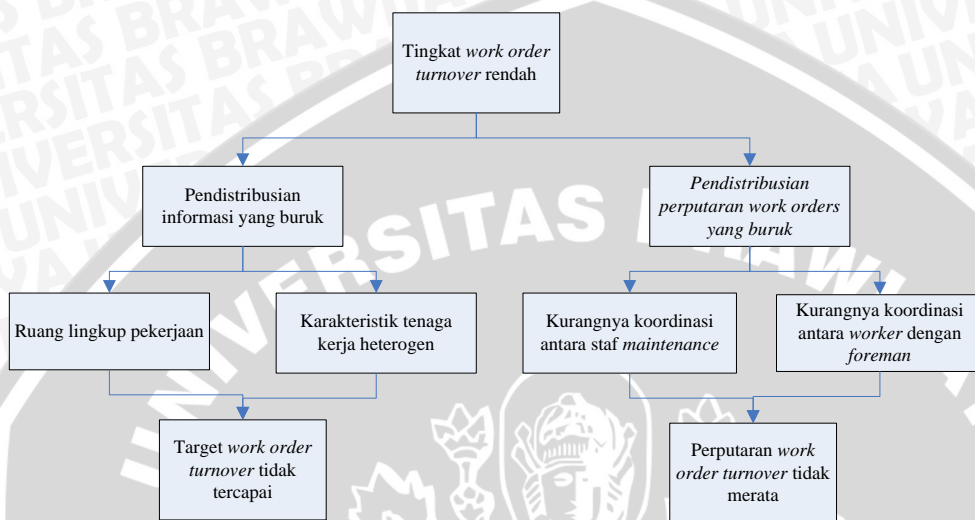 Tingkat work order
turnover rendah
Pendistribusian
informasi yang buruk
Pendistribusian
perputaran work orders
yang buruk
Ruang lingkup pekerjaan
Karakteristik tenaga
kerja heterogen
Kurangnya koordinasi
antara staf maintenance
Kurangnya koordinasi
antara worker dengan
foreman
Target work order
turnover tidak
tercapai
Perputaran work
order turnover tidak
merata
UNIVERSITAS BRAWIJAYA